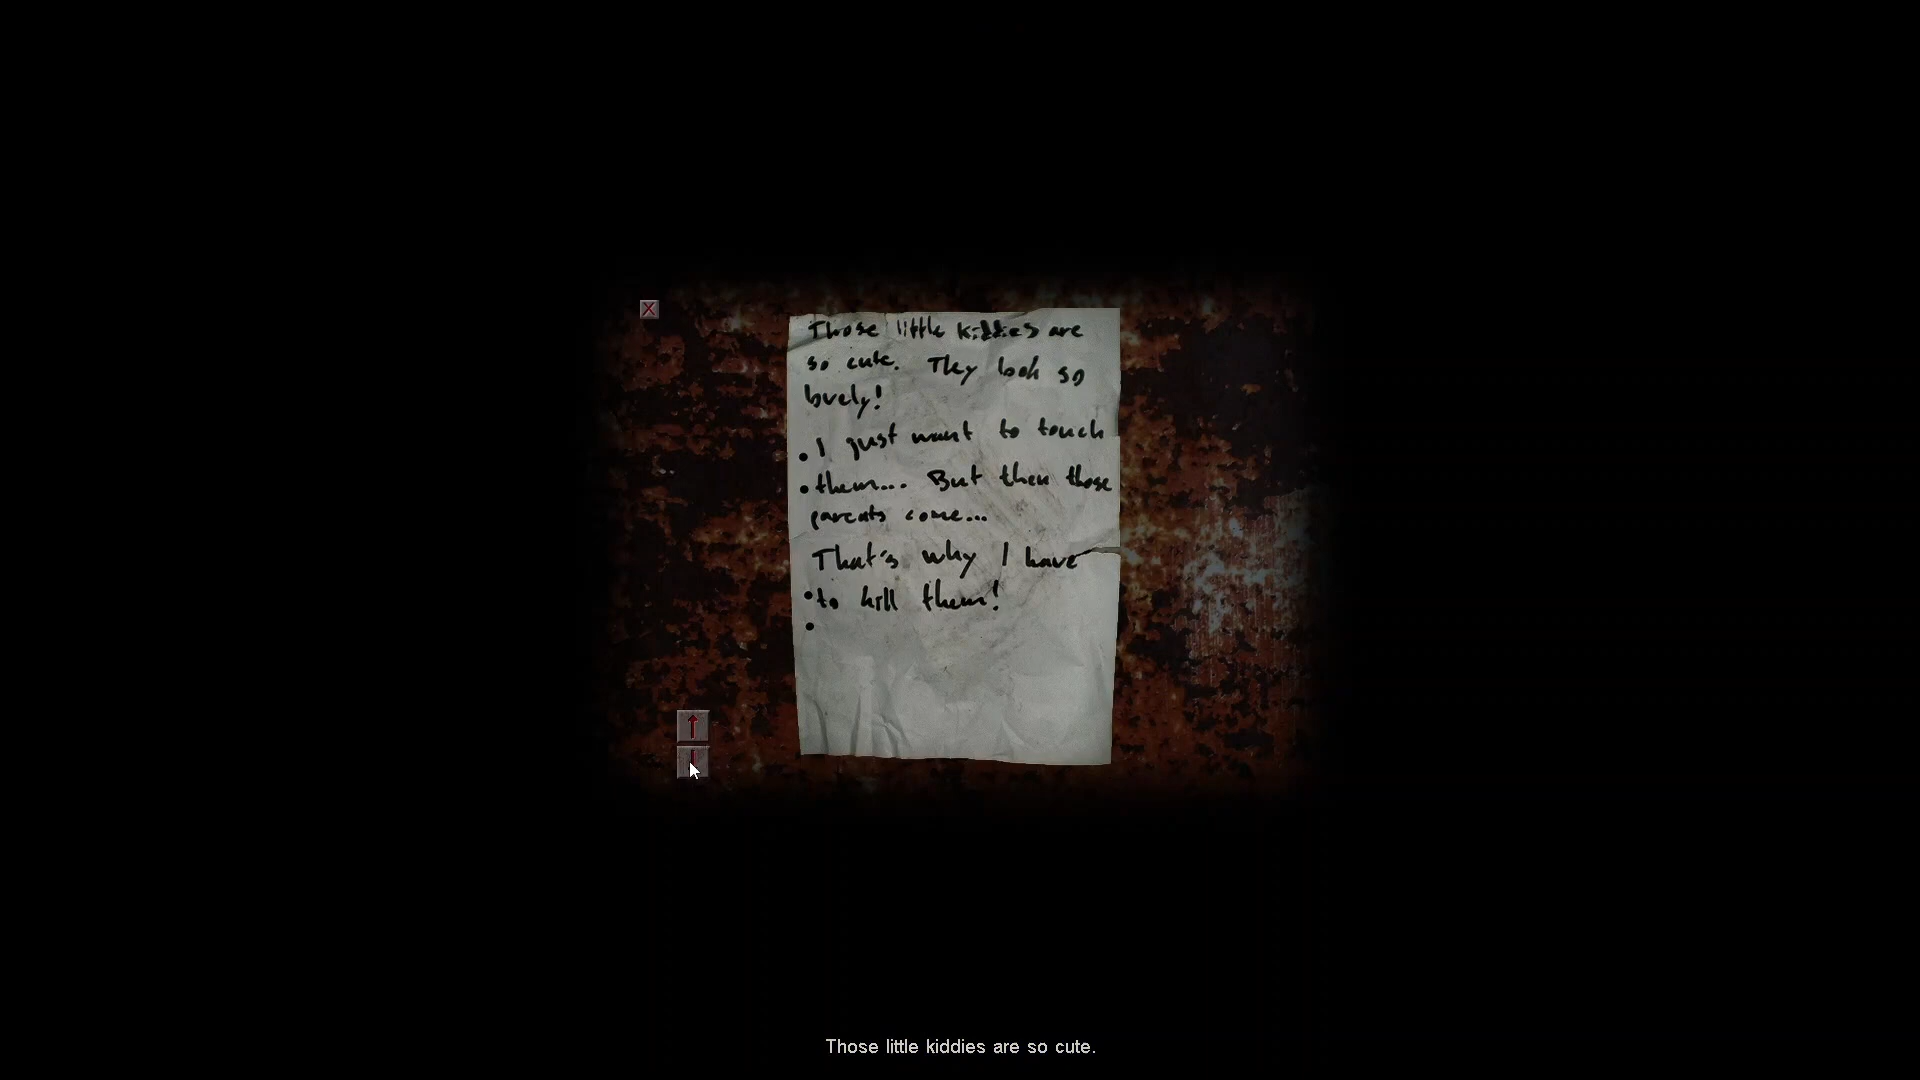 X
Those little kiddies are
so cute. They look so
lovely!
• I just want to touch
• them... But then those
parents come...
That's why I have
• to kill them!
•
Those little kiddies are so cute.